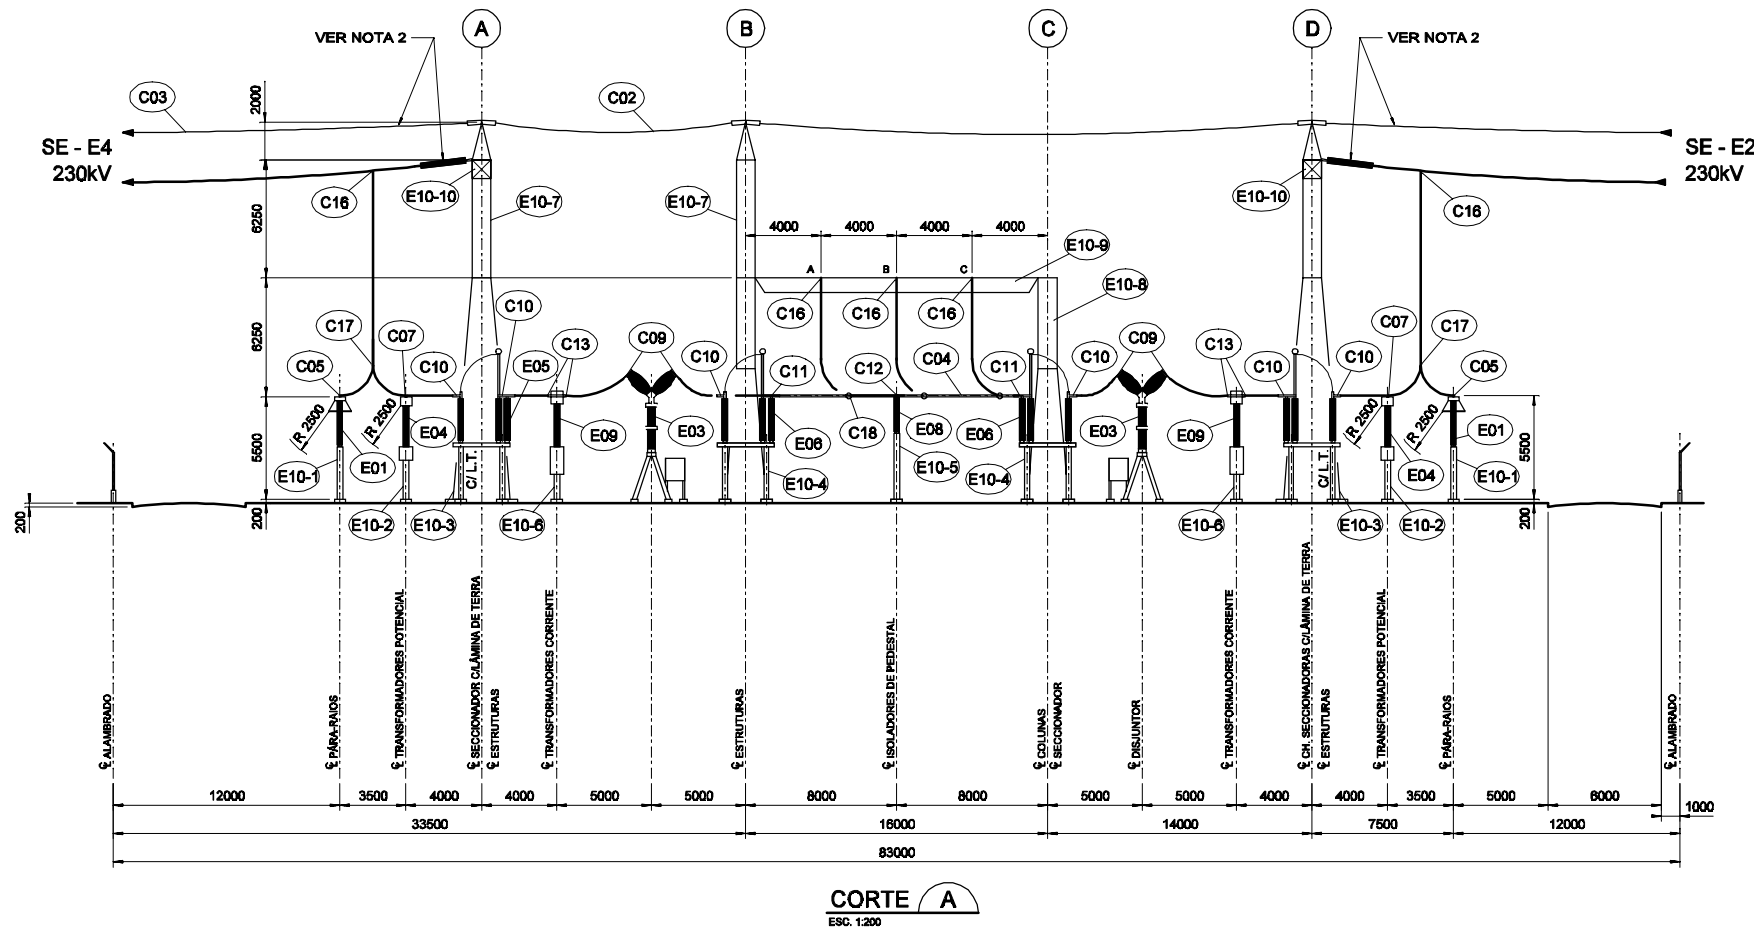 A
B
C
D
VER NOTA 2
VER NOTA 2
C03
C02
2000
SE - E4
230kV
SE - E2
230kV
C16
E10-10
E10-7
E10-7
E10-10
C16
6250
4000
4000
4000
4000
E10-9
A
B
C
E10-8
C16
C16
C16
6250
C17
C07
C10
C13
C09
C09
C13
C07
C17
C05
C10
E05
C10
C11
C12
C04
C11
C10
C10
C10
C05
R 2500
R 2500
R 2500
R 2500
5500
E01
E04
E09
E03
E06
C18
E08
E06
E03
E09
E04
E01
5500
E10-1
C/ L.T.
E10-4
E10-5
E10-4
C/ L.T.
E10-1
200
200
E10-2
E10-3
E10-6
E10-6
E10-3
E10-2
200
℄ ALAMBRADO
℄ PÁRA-RAIOS
℄ TRANSFORMADORES POTENCIAL
℄ SECCIONADOR C/LÂMINA DE TERRA
℄ ESTRUTURAS
℄ TRANSFORMADORES CORRENTE
℄ ESTRUTURAS
℄ ISOLADORES DE PEDESTAL
℄ COLUNAS
℄ SECCIONADOR
℄ DISJUNTOR
℄ TRANSFORMADORES CORRENTE
℄ CH. SECCIONADORAS C/LÂMINA DE TERRA
℄ ESTRUTURAS
℄ TRANSFORMADORES POTENCIAL
℄ PÁRA-RAIOS
℄ ALAMBRADO
12000
3500
4000
4000
5000
5000
8000
8000
5000
5000
4000
4000
3500
5000
6000
1000
33500
16000
14000
7500
12000
83000
CORTE A
ESC. 1:200